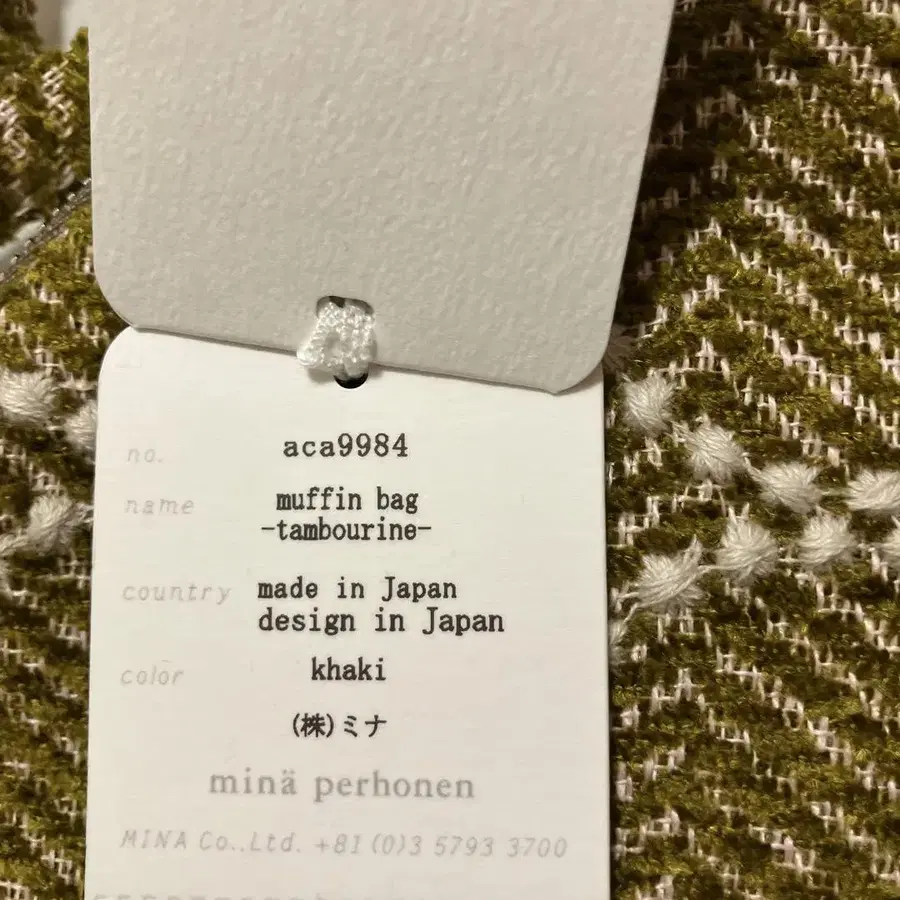 no. aca9984
name muffin bag
-tambourine-
country made in Japan
design in Japan
color khaki
(株)ミナ
minä perhonen
MINA Co.,Ltd. +81 (0)3 5793 3700